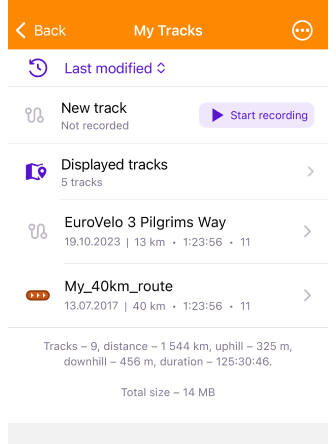 Back
My Tracks
Last modified
New track
Not recorded
Start recording
Displayed tracks
5 tracks
EuroVelo 3 Pilgrims Way
19.10.2023 | 13 km • 1:23:56 • 11
My_40km_route
13.07.2017 | 40 km • 1:23:56 • 11
Tracks – 9, distance – 1 544 km, uphill – 325 m,
downhill – 456 m, duration – 125:30:46.
Total size – 14 MB